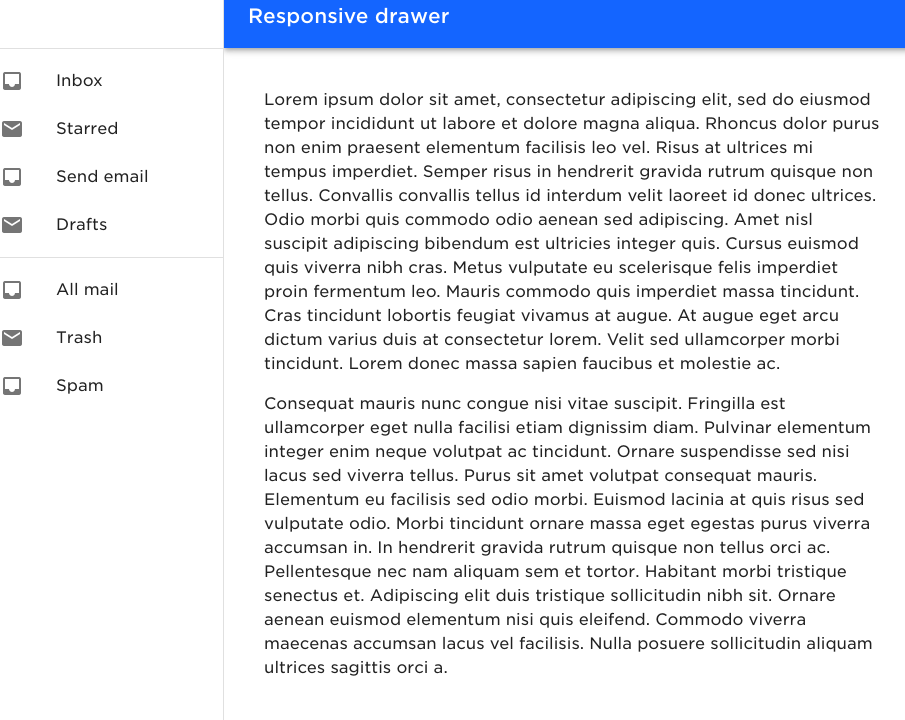 Responsive drawer
Inbox
Starred
Send email
Drafts
All mail
Trash
Spam
Lorem ipsum dolor sit amet, consectetur adipiscing elit, sed do eiusmod
tempor incididunt ut labore et dolore magna aliqua. Rhoncus dolor purus
non enim praesent elementum facilisis leo vel. Risus at ultrices mi
tempus imperdiet. Semper risus in hendrerit gravida rutrum quisque non
tellus. Convallis convallis tellus id interdum velit laoreet id donec ultrices.
Odio morbi quis commodo odio aenean sed adipiscing. Amet nisl
suscipit adipiscing bibendum est ultricies integer quis. Cursus euismod
quis viverra nibh cras. Metus vulputate eu scelerisque felis imperdiet
proin fermentum leo. Mauris commodo quis imperdiet massa tincidunt.
Cras tincidunt lobortis feugiat vivamus at augue. At augue eget arcu
dictum varius duis at consectetur lorem. Velit sed ullamcorper morbi
tincidunt. Lorem donec massa sapien faucibus et molestie ac.
Consequat mauris nunc congue nisi vitae suscipit. Fringilla est
ullamcorper eget nulla facilisi etiam dignissim diam. Pulvinar elementum
integer enim neque volutpat ac tincidunt. Ornare suspendisse sed nisi
lacus sed viverra tellus. Purus sit amet volutpat consequat mauris.
Elementum eu facilisis sed odio morbi. Euismod lacinia at quis risus sed
vulputate odio. Morbi tincidunt ornare massa eget egestas purus viverra
accumsan in. In hendrerit gravida rutrum quisque non tellus orci ac.
Pellentesque nec nam aliquam sem et tortor. Habitant morbi tristique
senectus et. Adipiscing elit duis tristique sollicitudin nibh sit. Ornare
aenean euismod elementum nisi quis eleifend. Commodo viverra
maecenas accumsan lacus vel facilisis. Nulla posuere sollicitudin aliquam
ultrices sagittis orci a.